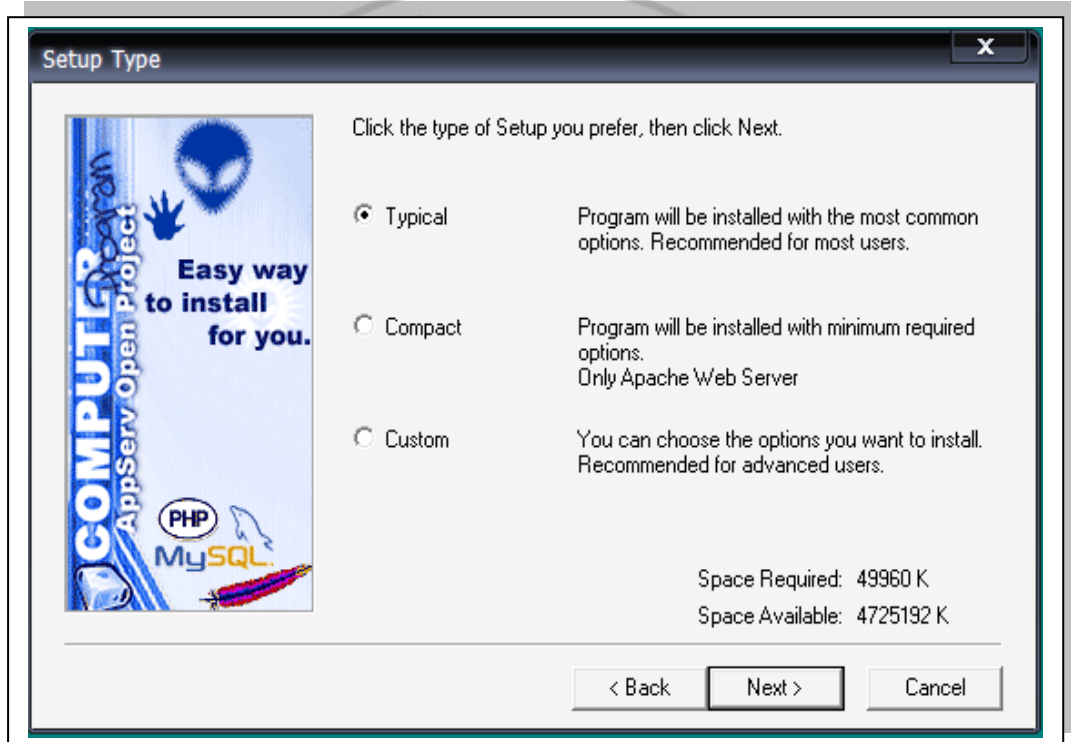 Setup Type
X
Click the type of Setup you prefer, then click Next.
COMPUTER
Program
AppServ Open Project
Easy way
to install
for you.
PHP
MySQL
Typical
Program will be installed with the most common
options. Recommended for most users.
Compact
Program will be installed with minimum required
options.
Only Apache Web Server
Custom
You can choose the options you want to install.
Recommended for advanced users.
Space Required: 49960 K
Space Available: 4725192 K
< Back
Next >
Cancel